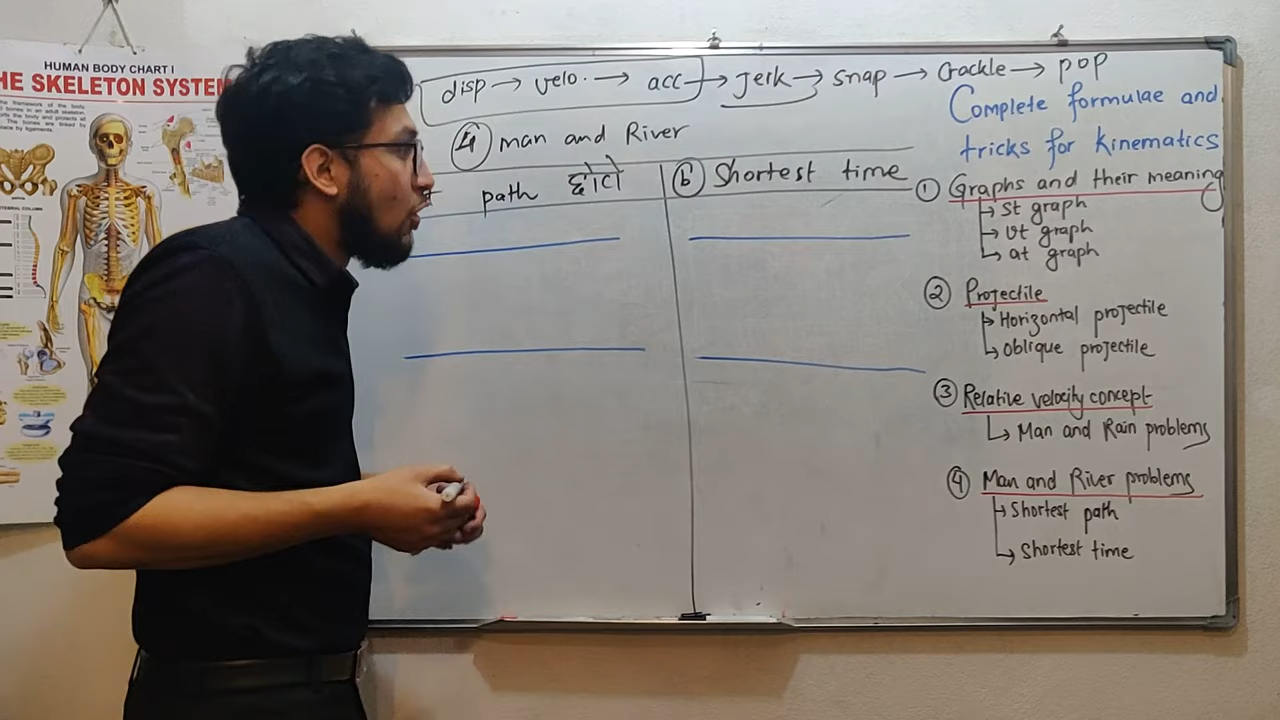 HUMAN BODY CHART I
HE SKELETON SYSTEM
disp → velo. → acc → Jerk → snap → Crackle → pop
Complete formulae and
tricks for kinematics
④ man and River
path छोटो
ⓑ Shortest time
① Graphs and their meaning
↳ st graph
↳ vt graph
↳ at graph
② Projectile
↳ Horizontal projectile
↳ oblique projectile
③ Relative velocity concept
↳ Man and Rain problems
④ Man and River problems
↳ Shortest path
↳ Shortest time